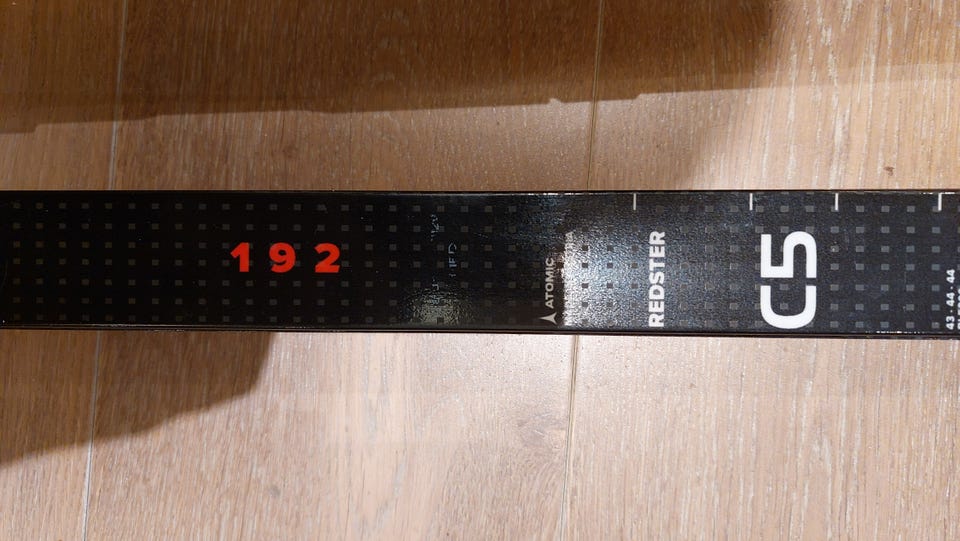 192
ATOMIC
REDSTER
C5
43 - 44 - 44